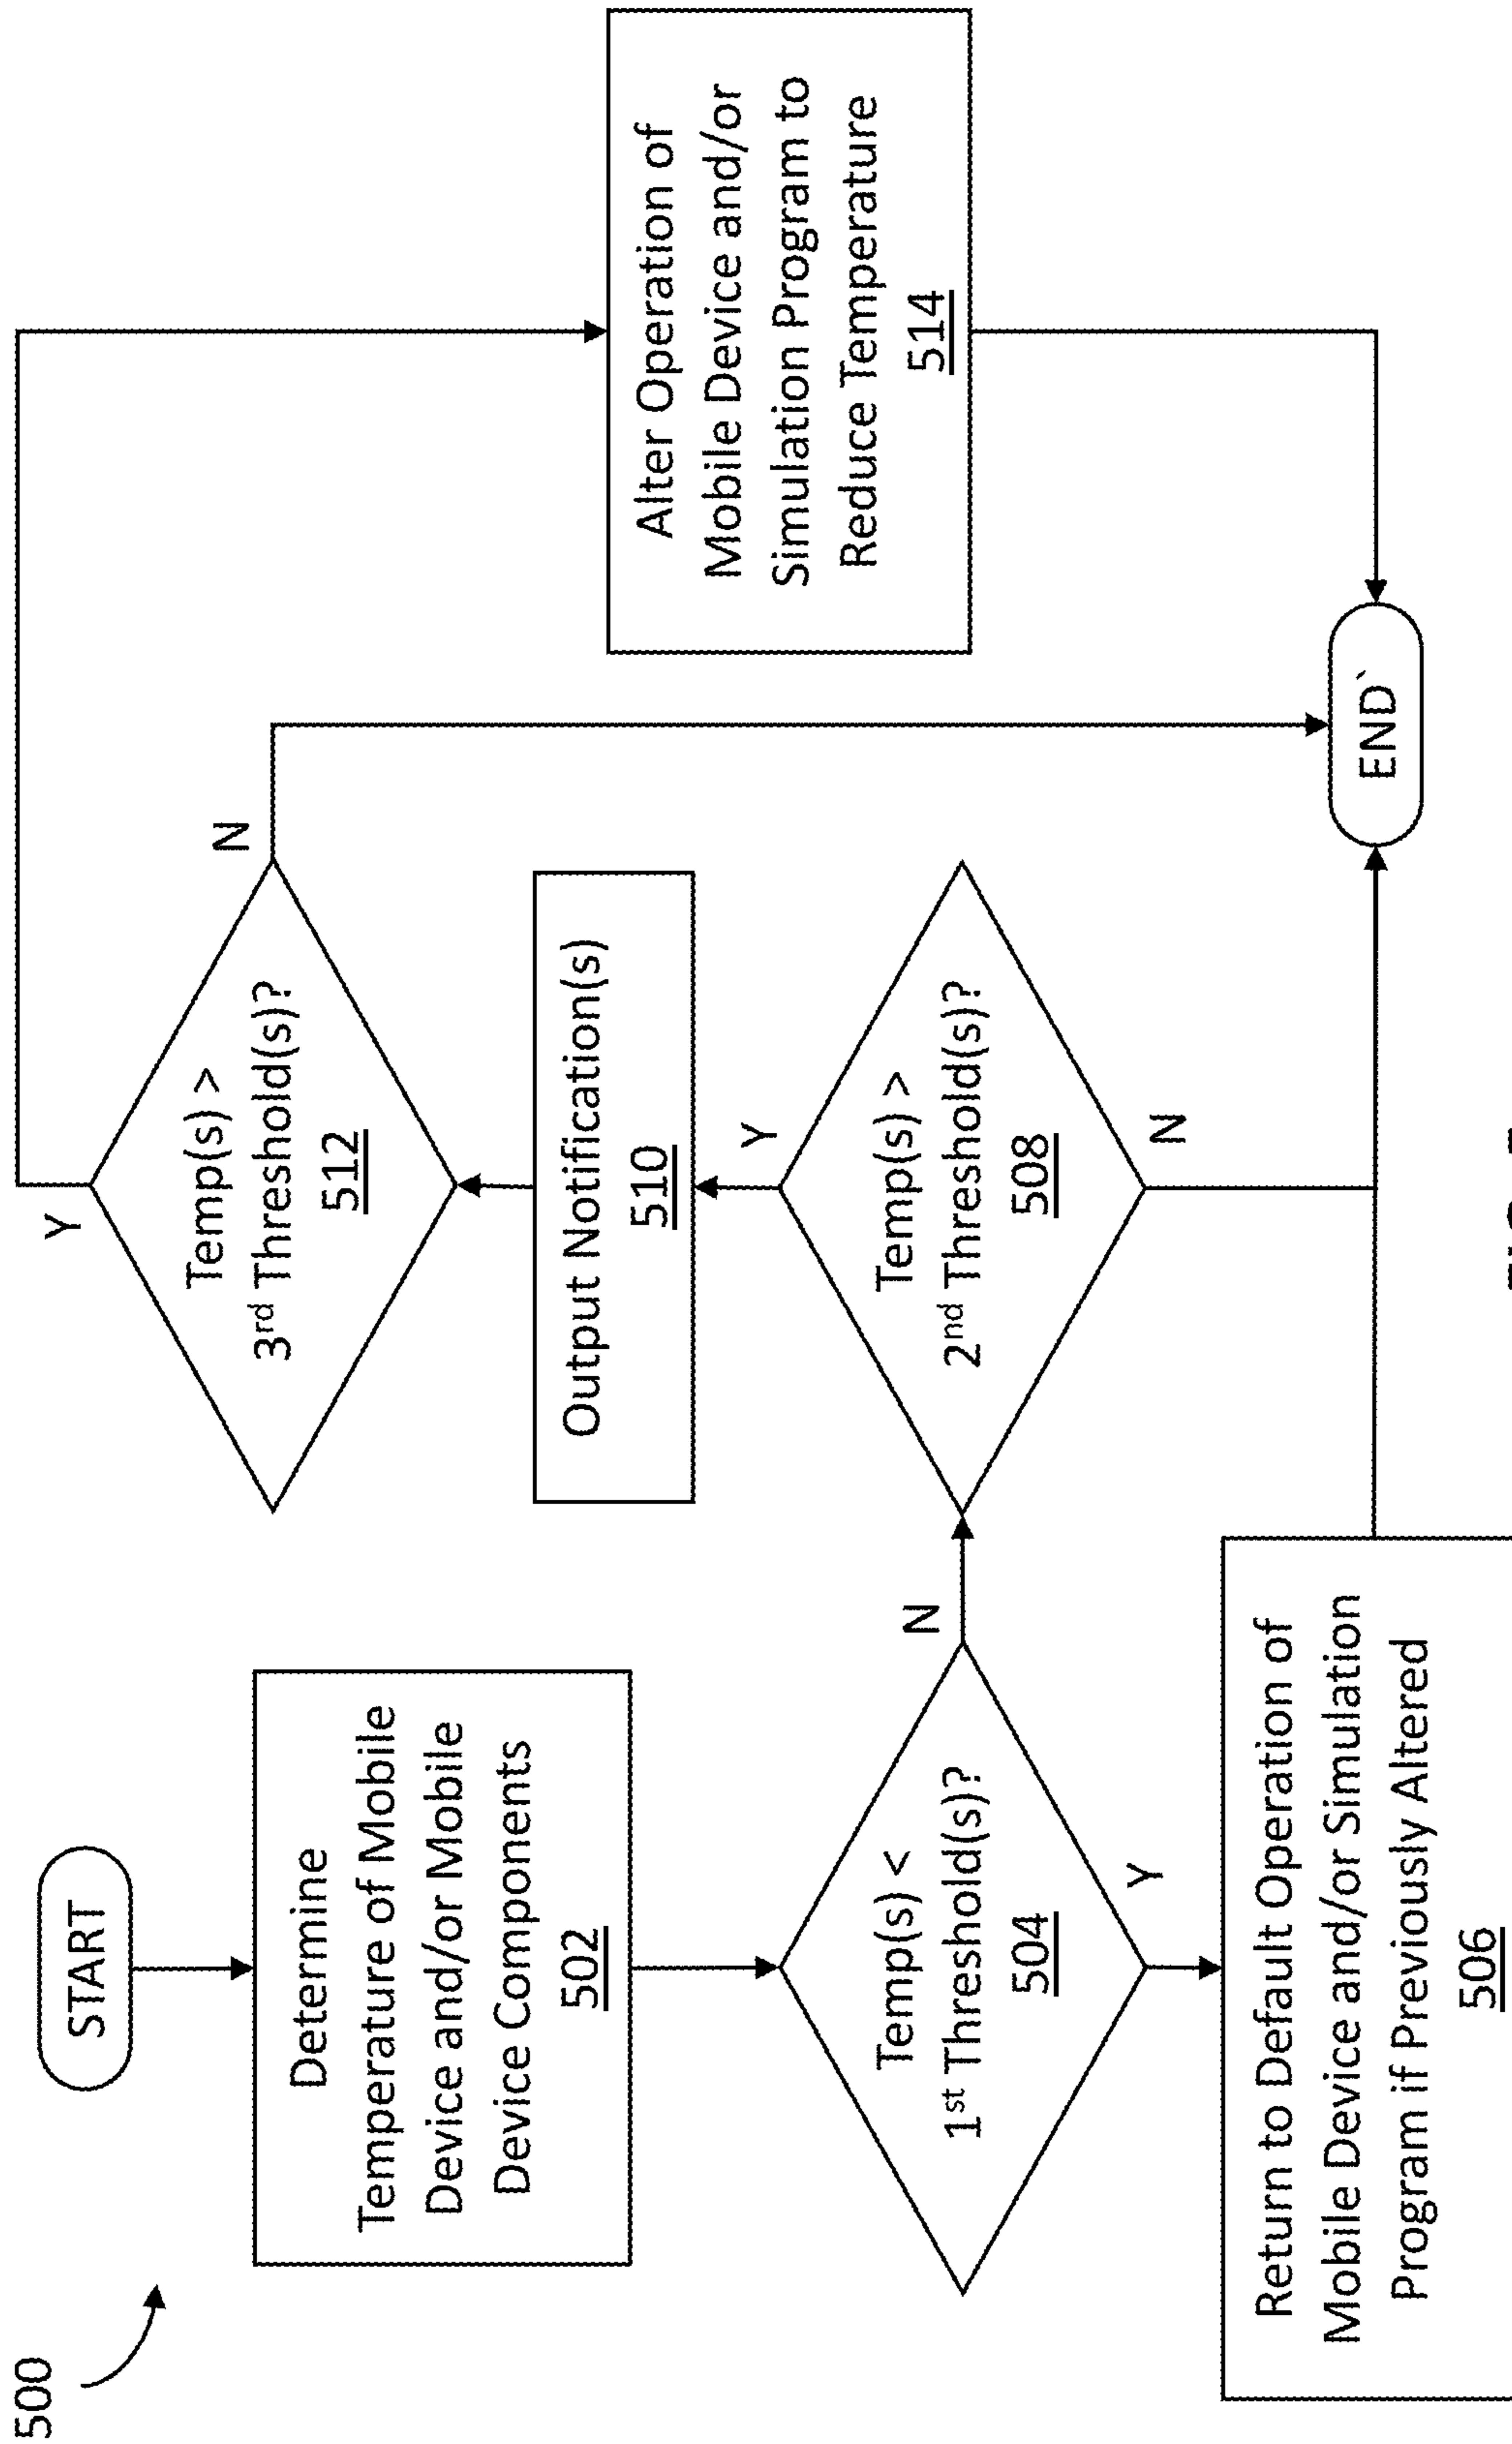 500
START
Determine
Temperature of Mobile
Device and/or Mobile
Device Components
502
Temp(s) <
1st Threshold(s)?
504
Y
N
Return to Default Operation of
Mobile Device and/or Simulation
Program if Previously Altered
506
Temp(s) >
2nd Threshold(s)?
508
Y
N
Output Notification(s)
510
Temp(s) >
3rd Threshold(s)?
512
Y
N
Alter Operation of
Mobile Device and/or
Simulation Program to
Reduce Temperature
514
END`